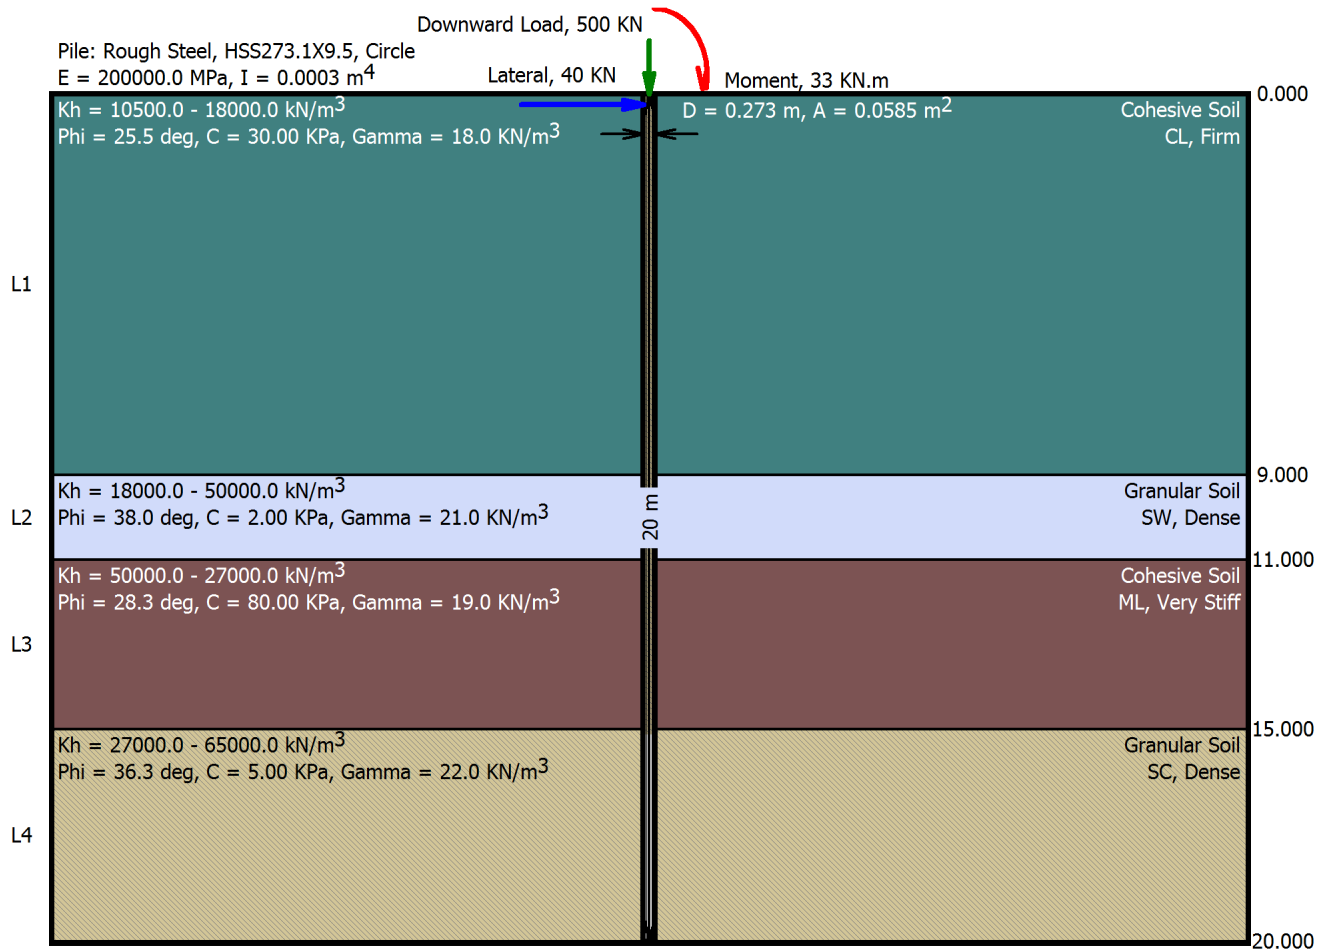 Downward Load, 500 KN
Pile: Rough Steel, HSS273.1X9.5, Circle
E = 200000.0 MPa, I = 0.0003 m⁴
Lateral, 40 KN
Moment, 33 KN.m
0.000
Kh = 10500.0 - 18000.0 kN/m³
D = 0.273 m, A = 0.0585 m²
Cohesive Soil
Phi = 25.5 deg, C = 30.00 KPa, Gamma = 18.0 KN/m³
CL, Firm
L1
9.000
Kh = 18000.0 - 50000.0 kN/m³
Granular Soil
L2
Phi = 38.0 deg, C = 2.00 KPa, Gamma = 21.0 KN/m³
20 m
SW, Dense
11.000
Kh = 50000.0 - 27000.0 kN/m³
Cohesive Soil
Phi = 28.3 deg, C = 80.00 KPa, Gamma = 19.0 KN/m³
ML, Very Stiff
L3
15.000
Kh = 27000.0 - 65000.0 kN/m³
Granular Soil
Phi = 36.3 deg, C = 5.00 KPa, Gamma = 22.0 KN/m³
SC, Dense
L4
20.000